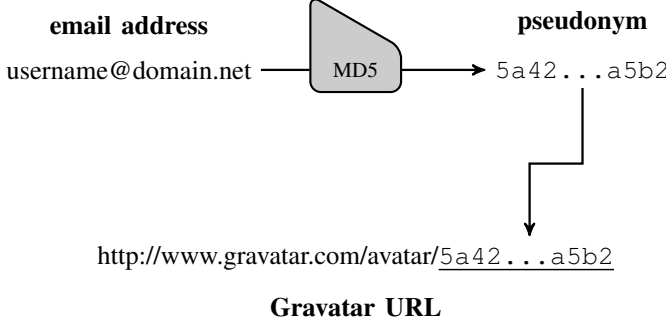 email address
pseudonym
username@domain.net
MD5
5a42...a5b2
http://www.gravatar.com/avatar/5a42...a5b2
Gravatar URL